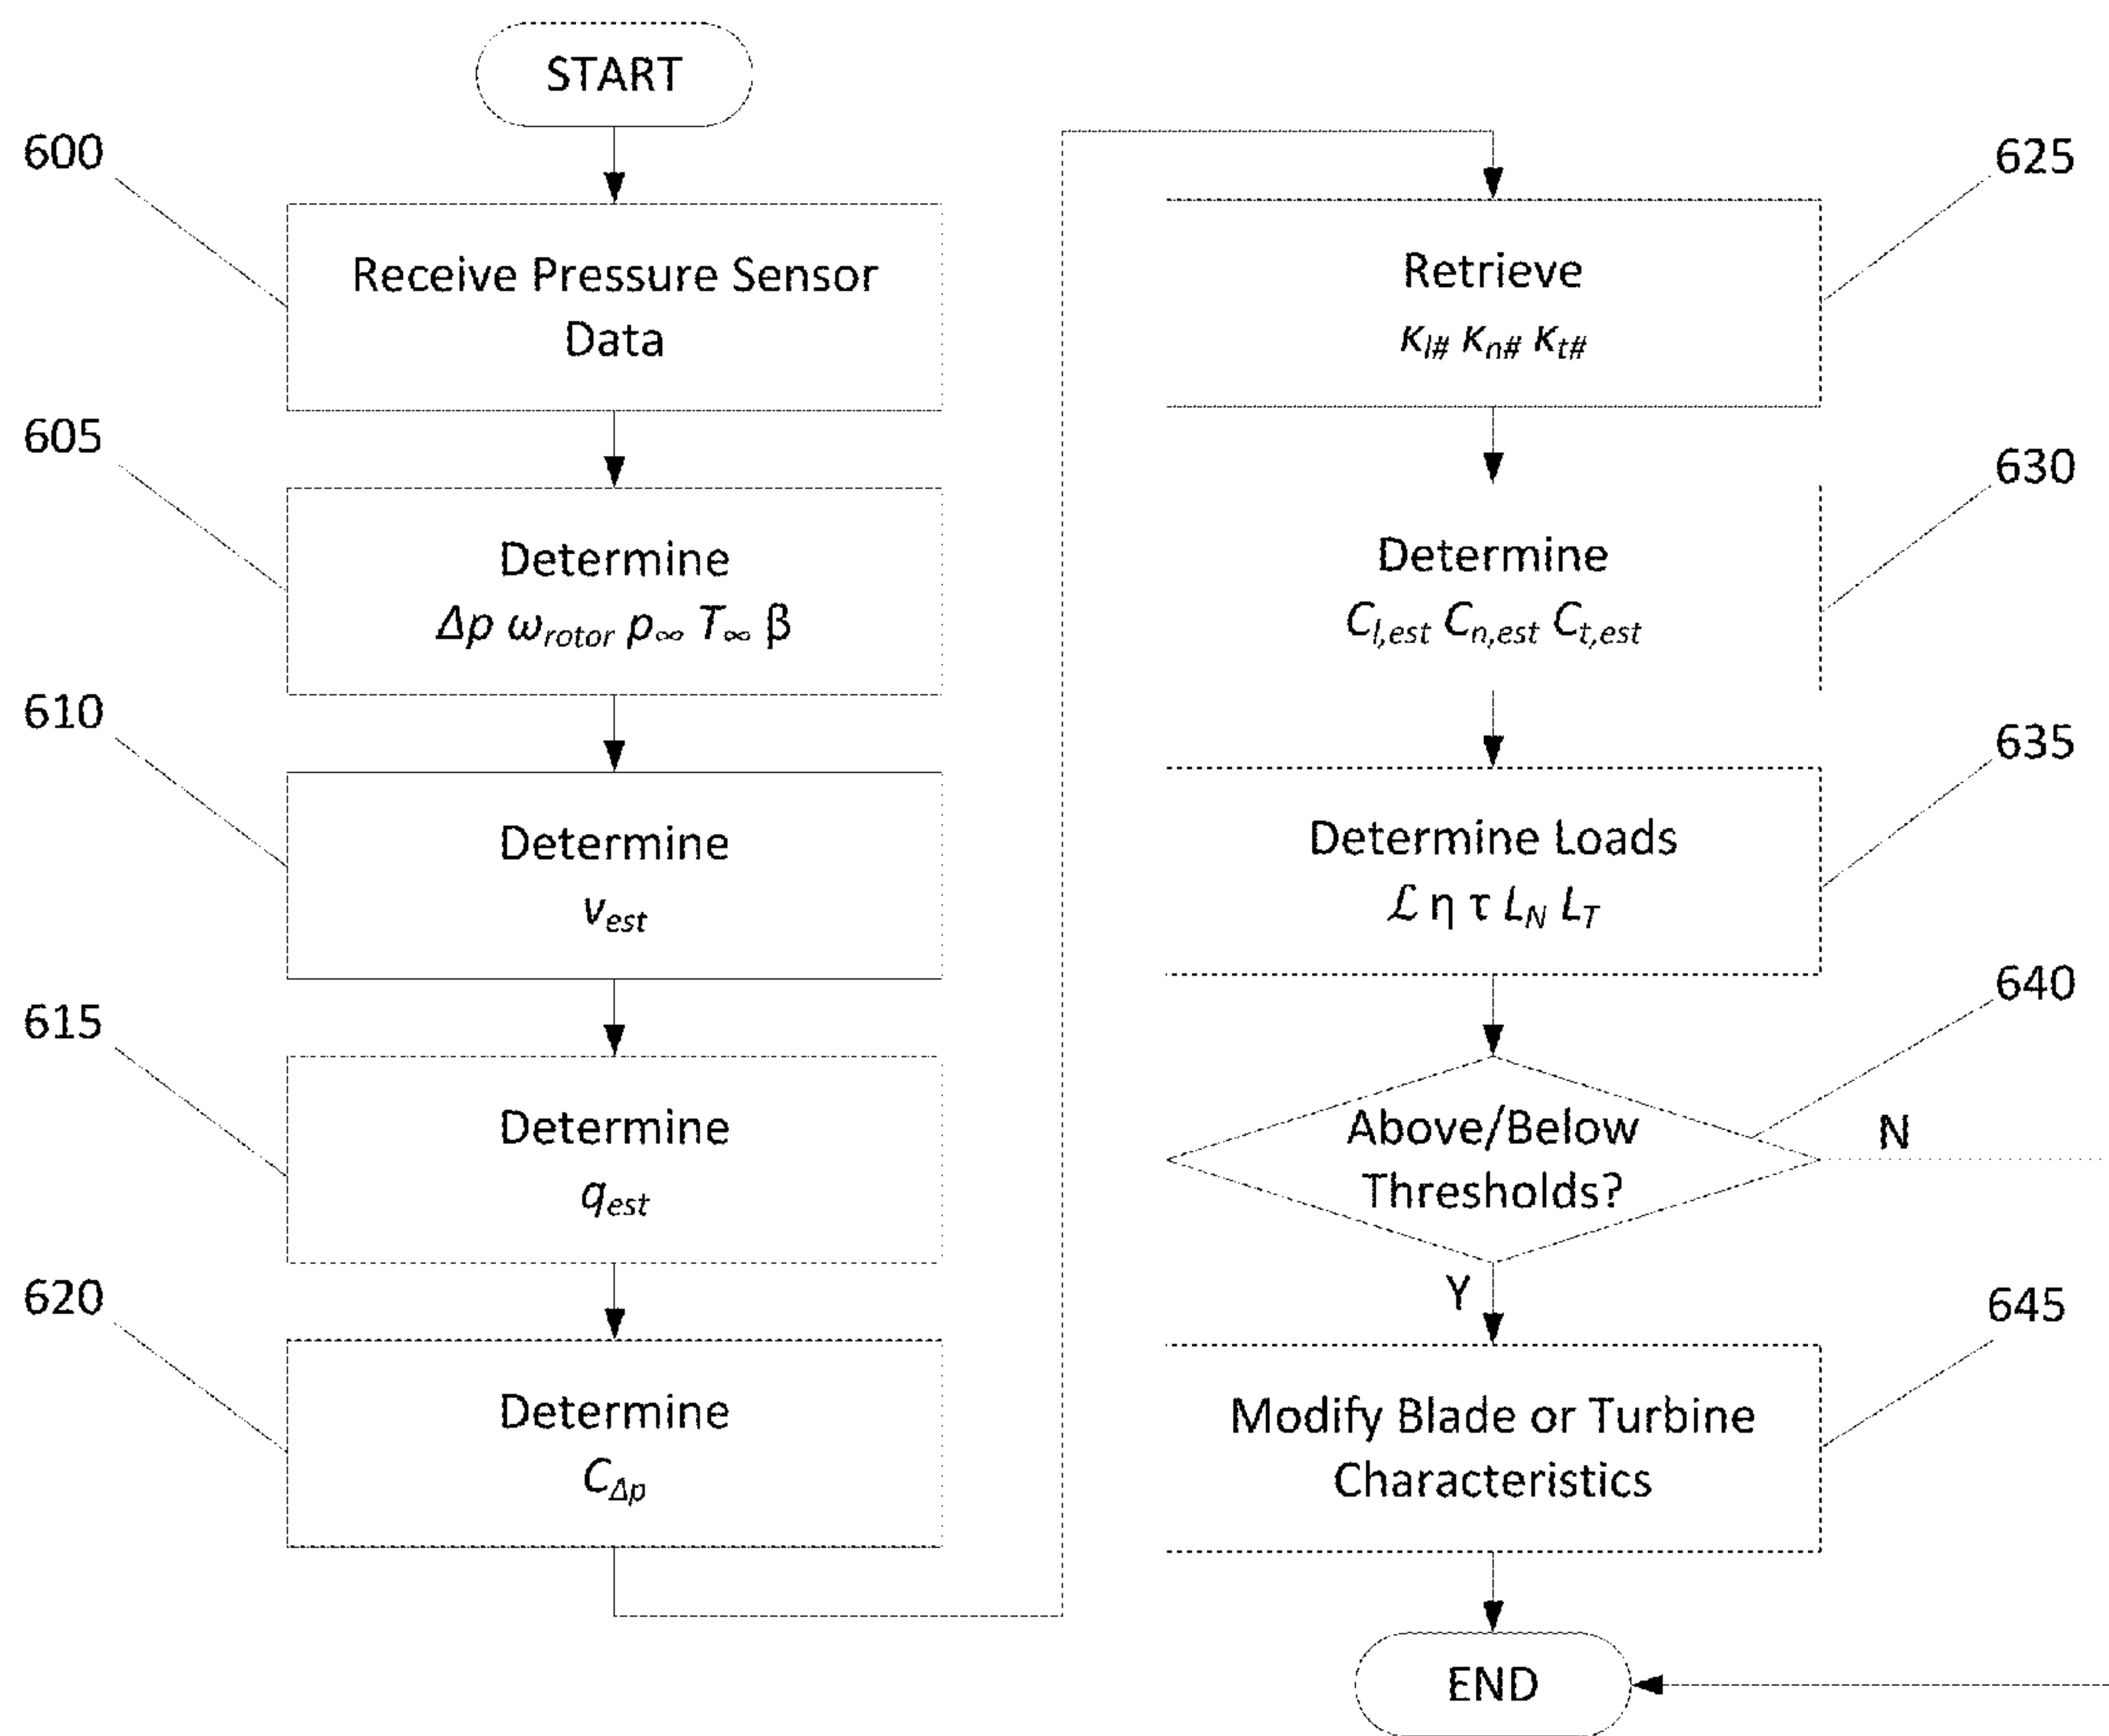 START
600
Receive Pressure Sensor
Data
605
Determine
Δp ω_rotor p_∞ T_∞ β
610
Determine
v_est
615
Determine
q_est
620
Determine
C_Δp
625
Retrieve
κ_l# κ_n# κ_t#
630
Determine
C_l,est C_n,est C_t,est
635
Determine Loads
ℒ η τ L_N L_T
640
Above/Below
Thresholds?
N
Y
645
Modify Blade or Turbine
Characteristics
END